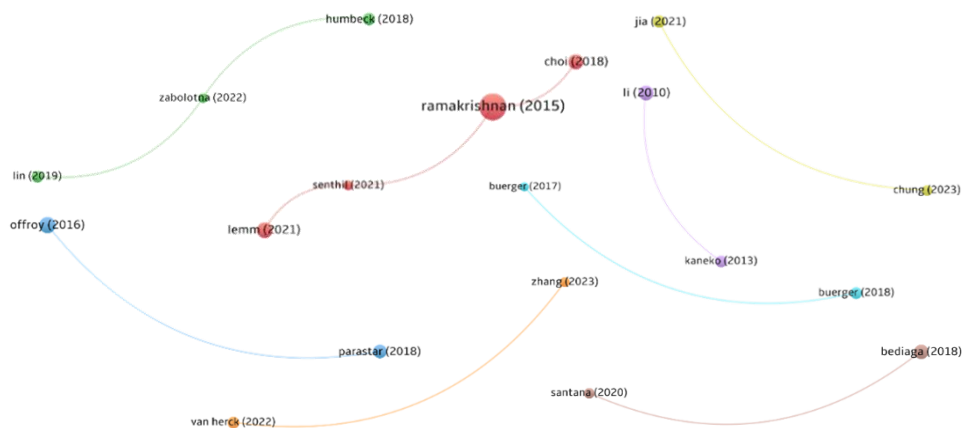 humbeck (2018)
jia (2021)
choi (2018)
li (2010)
zabolotna (2022)
ramakrishnan (2015)
lin (2019)
senthil (2021)
buerger (2017)
chung (2023)
offroy (2016)
lemm (2021)
kaneko (2013)
zhang (2023)
buerger (2018)
parastar (2018)
bediaga (2018)
santana (2020)
van herck (2022)